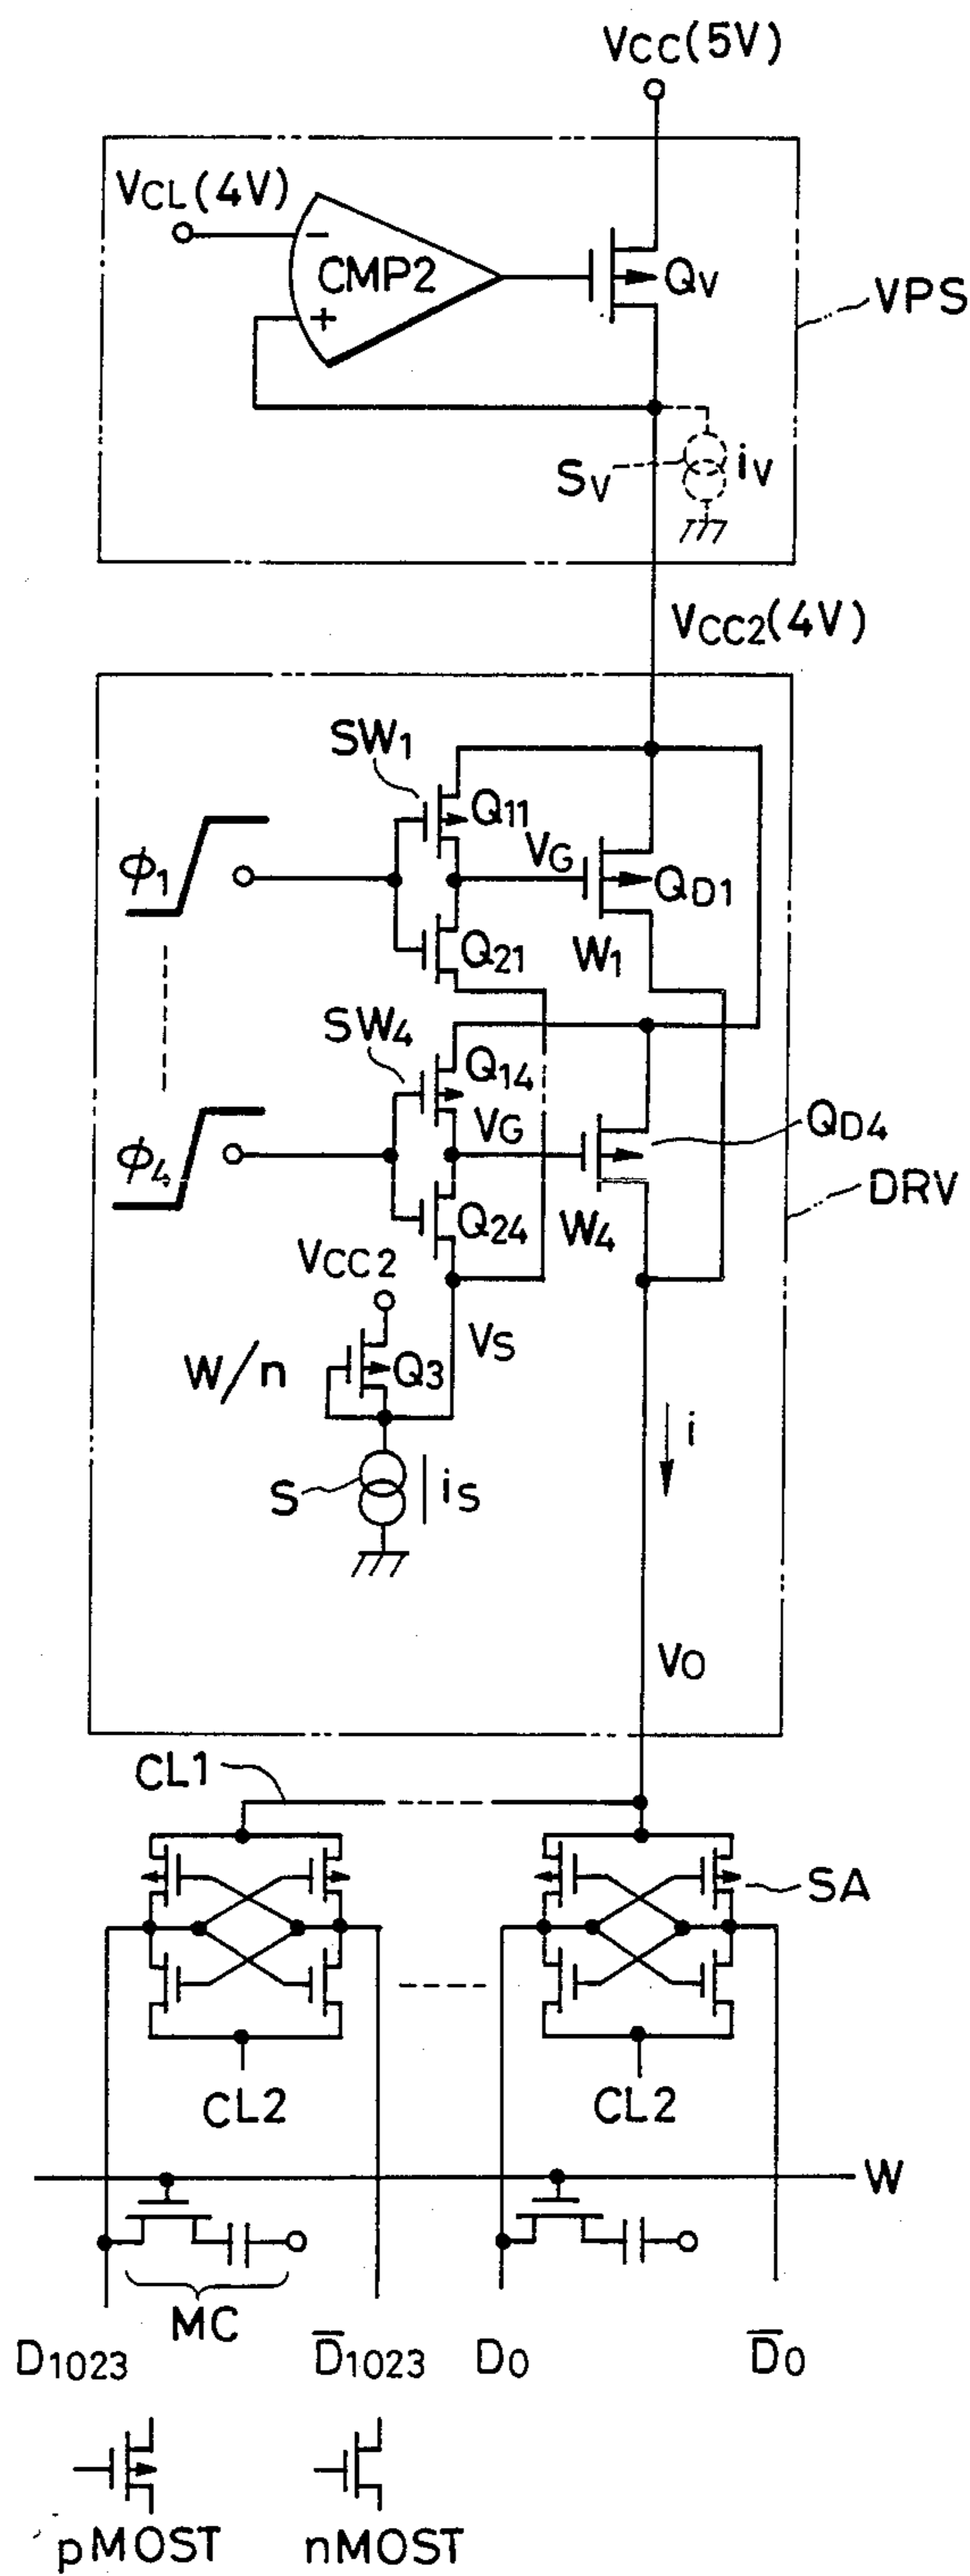 VCC(5V)
VCL(4V)
−
CMP2
+
QV
VPS
SV
iV
VCC2(4V)
SW1
Q11
ϕ1
VG
QD1
Q21
W1
SW4
Q14
VG
QD4
ϕ4
Q24
W4
DRV
VCC2
VS
W/n
Q3
i
S
iS
VO
CL1
SA
CL2
CL2
W
MC
D1023
D̅1023
D0
D̅0
pMOST
nMOST